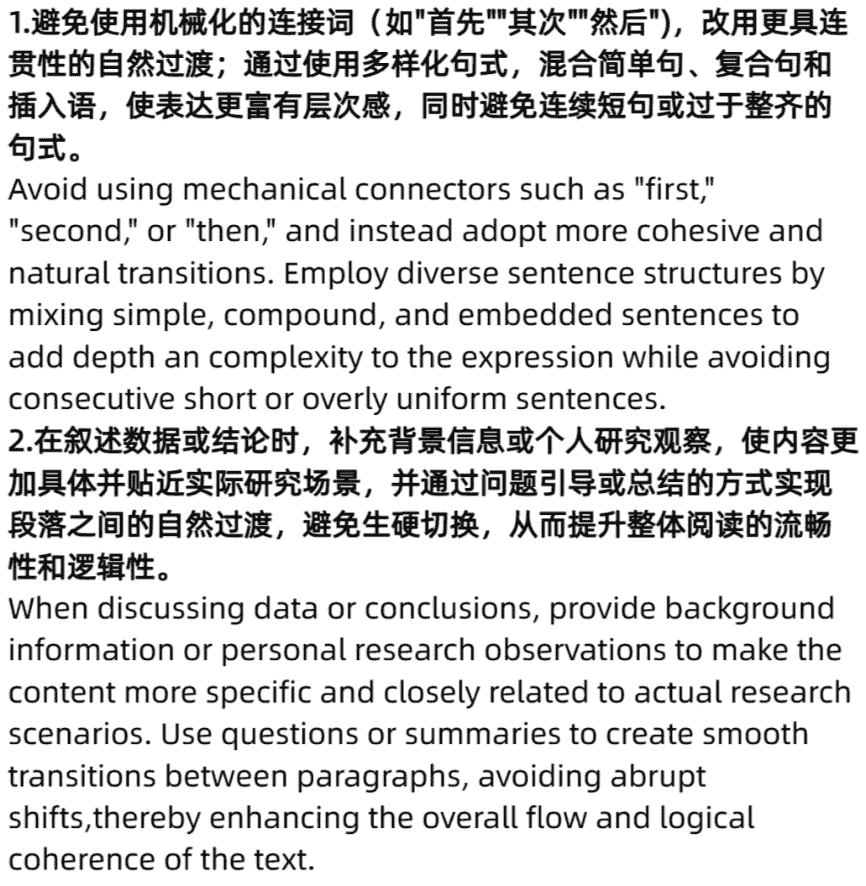 1.避免使用机械化的连接词（如"首先""其次""然后")，改用更具连
贯性的自然过渡；通过使用多样化句式，混合简单句、复合句和
插入语，使表达更富有层次感，同时避免连续短句或过于整齐的
句式。
Avoid using mechanical connectors such as "first,"
"second," or "then," and instead adopt more cohesive and
natural transitions. Employ diverse sentence structures by
mixing simple, compound, and embedded sentences to
add depth an complexity to the expression while avoiding
consecutive short or overly uniform sentences.
2.在叙述数据或结论时，补充背景信息或个人研究观察，使内容更
加具体并贴近实际研究场景，并通过问题引导或总结的方式实现
段落之间的自然过渡，避免生硬切换，从而提升整体阅读的流畅
性和逻辑性。
When discussing data or conclusions, provide background
information or personal research observations to make the
content more specific and closely related to actual research
scenarios. Use questions or summaries to create smooth
transitions between paragraphs, avoiding abrupt
shifts,thereby enhancing the overall flow and logical
coherence of the text.